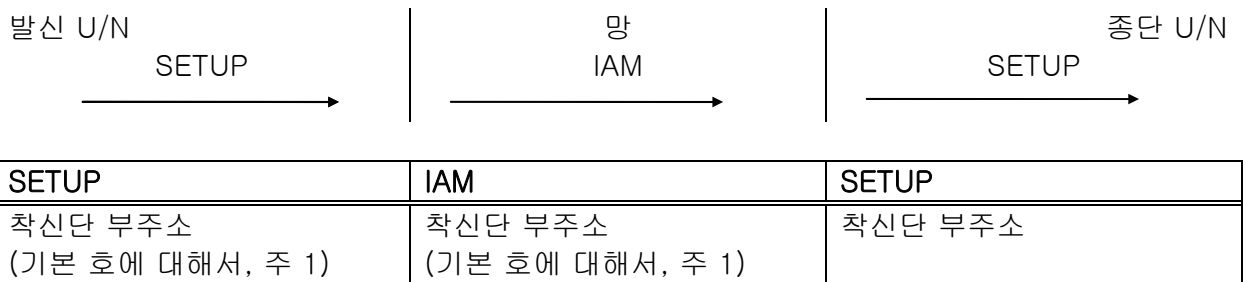 발신 U/N 망 종단 U/N
SETUP IAM SETUP
SETUP IAM SETUP
착신단 부주소 착신단 부주소 착신단 부주소
(기본 호에 대해서, 주 1) (기본 호에 대해서, 주 1)